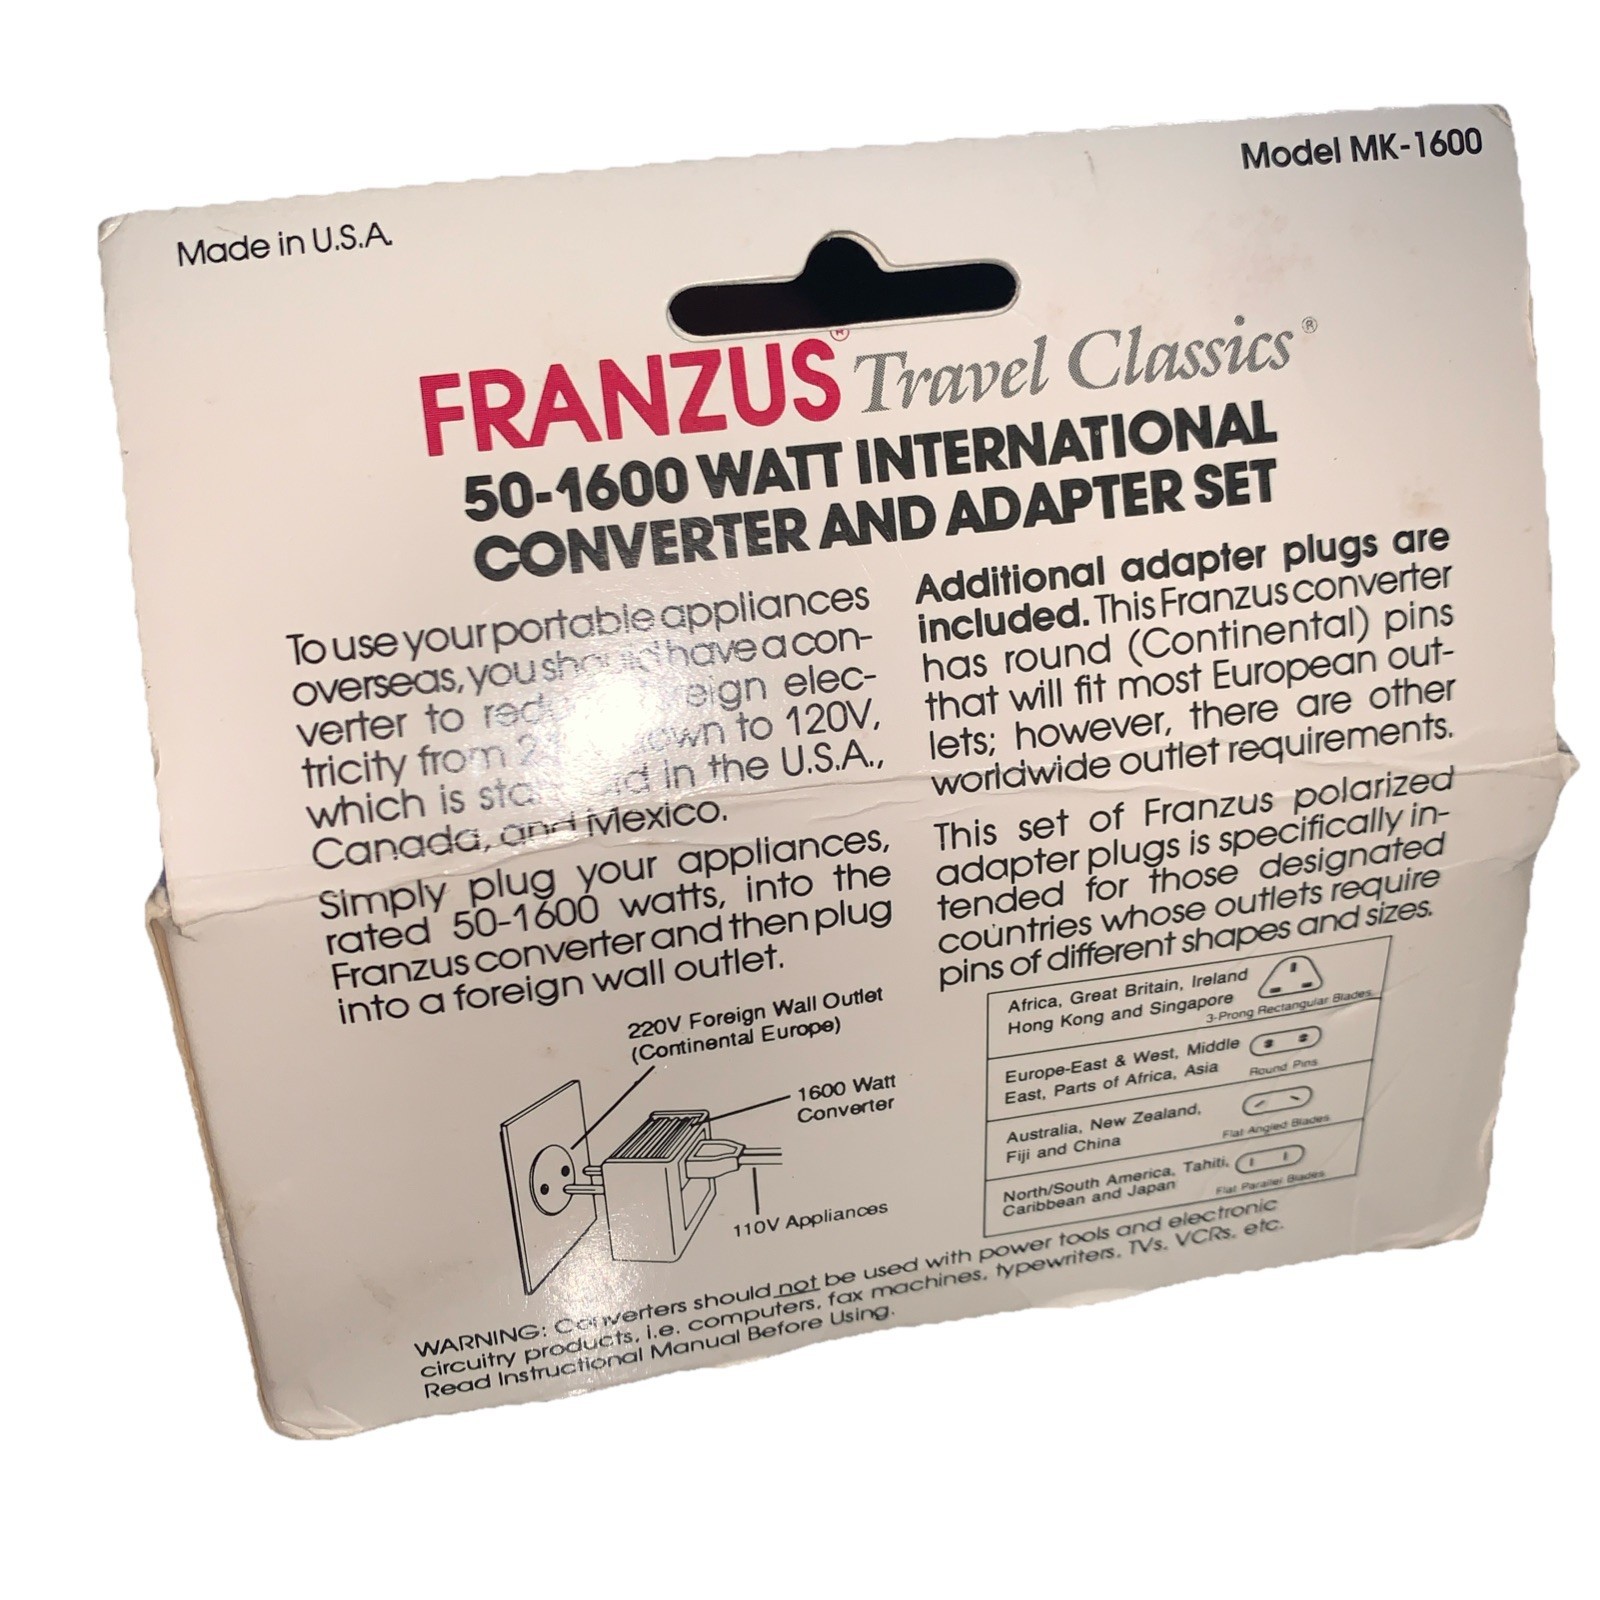 Made in U.S.A.
Model MK-1600
FRANZUS® Travel Classics®
50-1600 WATT INTERNATIONAL
CONVERTER AND ADAPTER SET
To use your portable appliances
overseas, you should have a con-
verter to foreign elec-
tricity from down to 120V,
which is standard in the U.S.A.,
Canada, and Mexico.
Simply plug your appliances,
rated 50-1600 watts, into the
Franzus converter and then plug
into a foreign wall outlet.
220V Foreign Wall Outlet
(Continental Europe)
1600 Watt
Converter
110V Appliances
Additional adapter plugs are
included. This Franzus converter
has round (Continental) pins
that will fit most European out-
lets; however, there are other
worldwide outlet requirements.
This set of Franzus polarized
adapter plugs is specifically in-
tended for those designated
countries whose outlets require
pins of different shapes and sizes.
Africa, Great Britain, Ireland
Hong Kong and Singapore
3-Prong Rectangular Blades
Europe-East & West, Middle
East, Parts of Africa, Asia
Round Pins
Australia, New Zealand,
Fiji and China
Flat Angled Blades
North/South America, Tahiti,
Caribbean and Japan
Flat Parallel Blades
WARNING: Converters should not be used with power tools and electronic
circuitry products, i.e. computers, fax machines, typewriters, TVs, VCRs, etc.
Read Instructional Manual Before Using.